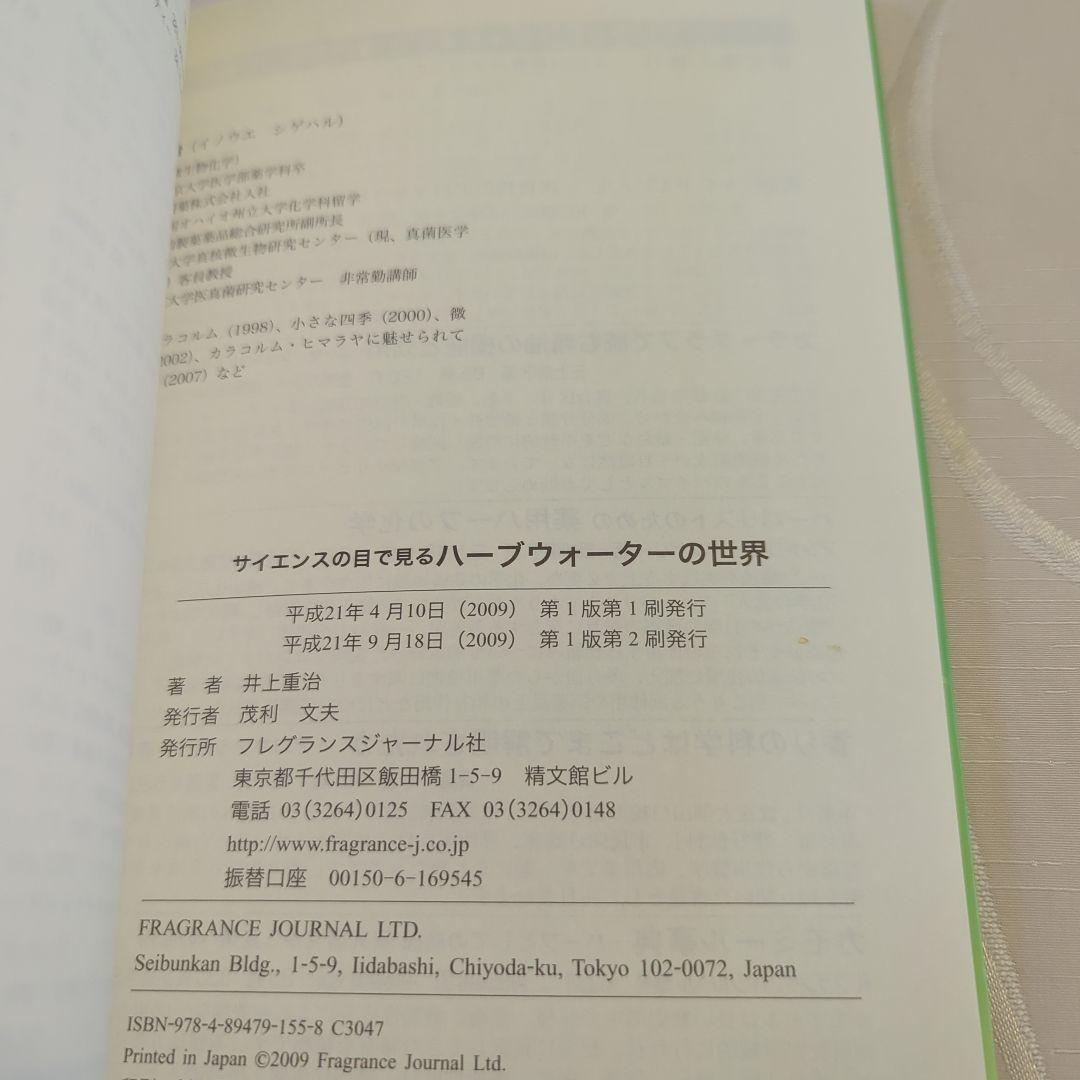 （イノウエ　シゲハル）
生物化学）
大学医学部薬学科卒
薬株式会社入社
オハイオ州立大学化学科留学
製菓薬品総合研究所副所長
大学真核微生物研究センター（現、真菌医学
）客員教授
大学医真菌研究センター　非常勤講師
ラコルム（1998）、小さな四季（2000）、微
002）、カラコルム・ヒマラヤに魅せられて
（2007）など
サイエンスの目で見るハーブウォーターの世界
平成21年4月10日（2009）　第1版第1刷発行
平成21年9月18日（2009）　第1版第2刷発行
著　者　井上重治
発行者　茂利　文夫
発行所　フレグランスジャーナル社
東京都千代田区飯田橋1-5-9　精文館ビル
電話 03(3264)0125　FAX 03(3264)0148
http://www.fragrance-j.co.jp
振替口座　00150-6-169545
FRAGRANCE JOURNAL LTD.
Seibunkan Bldg., 1-5-9, Iidabashi, Chiyoda-ku, Tokyo 102-0072, Japan
ISBN-978-4-89479-155-8 C3047
Printed in Japan ©2009 Fragrance Journal Ltd.